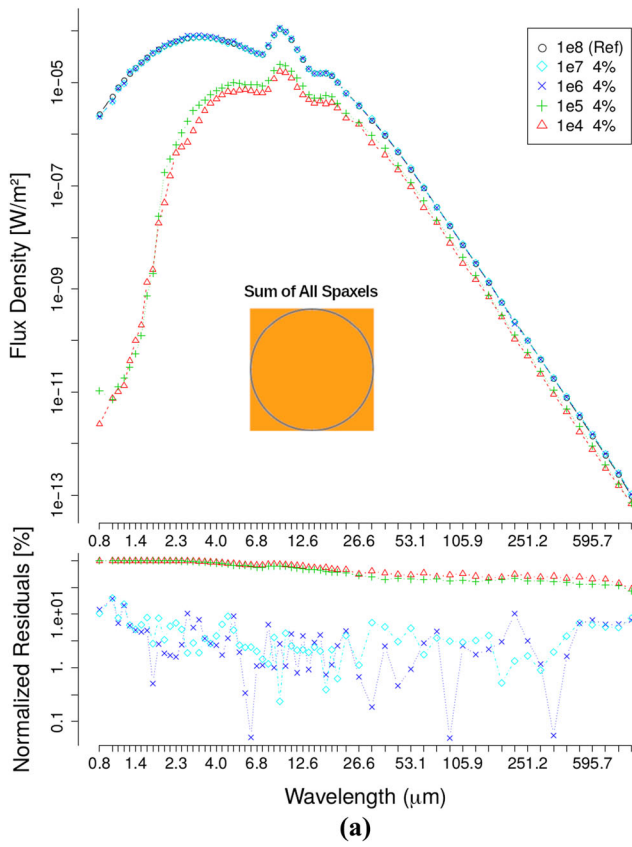 1e8 (Ref)
1e7 4%
1e6 4%
1e5 4%
1e4 4%
Flux Density [W/m²]
1e-05
1e-07
1e-09
1e-11
1e-13
Sum of All Spaxels
0.8 1.4 2.3 4.0 6.8 12.6 26.6 53.1 105.9 251.2 595.7
Normalized Residuals [%]
1.e+01
1.
0.1
0.8 1.4 2.3 4.0 6.8 12.6 26.6 53.1 105.9 251.2 595.7
Wavelength (μm)
(a)